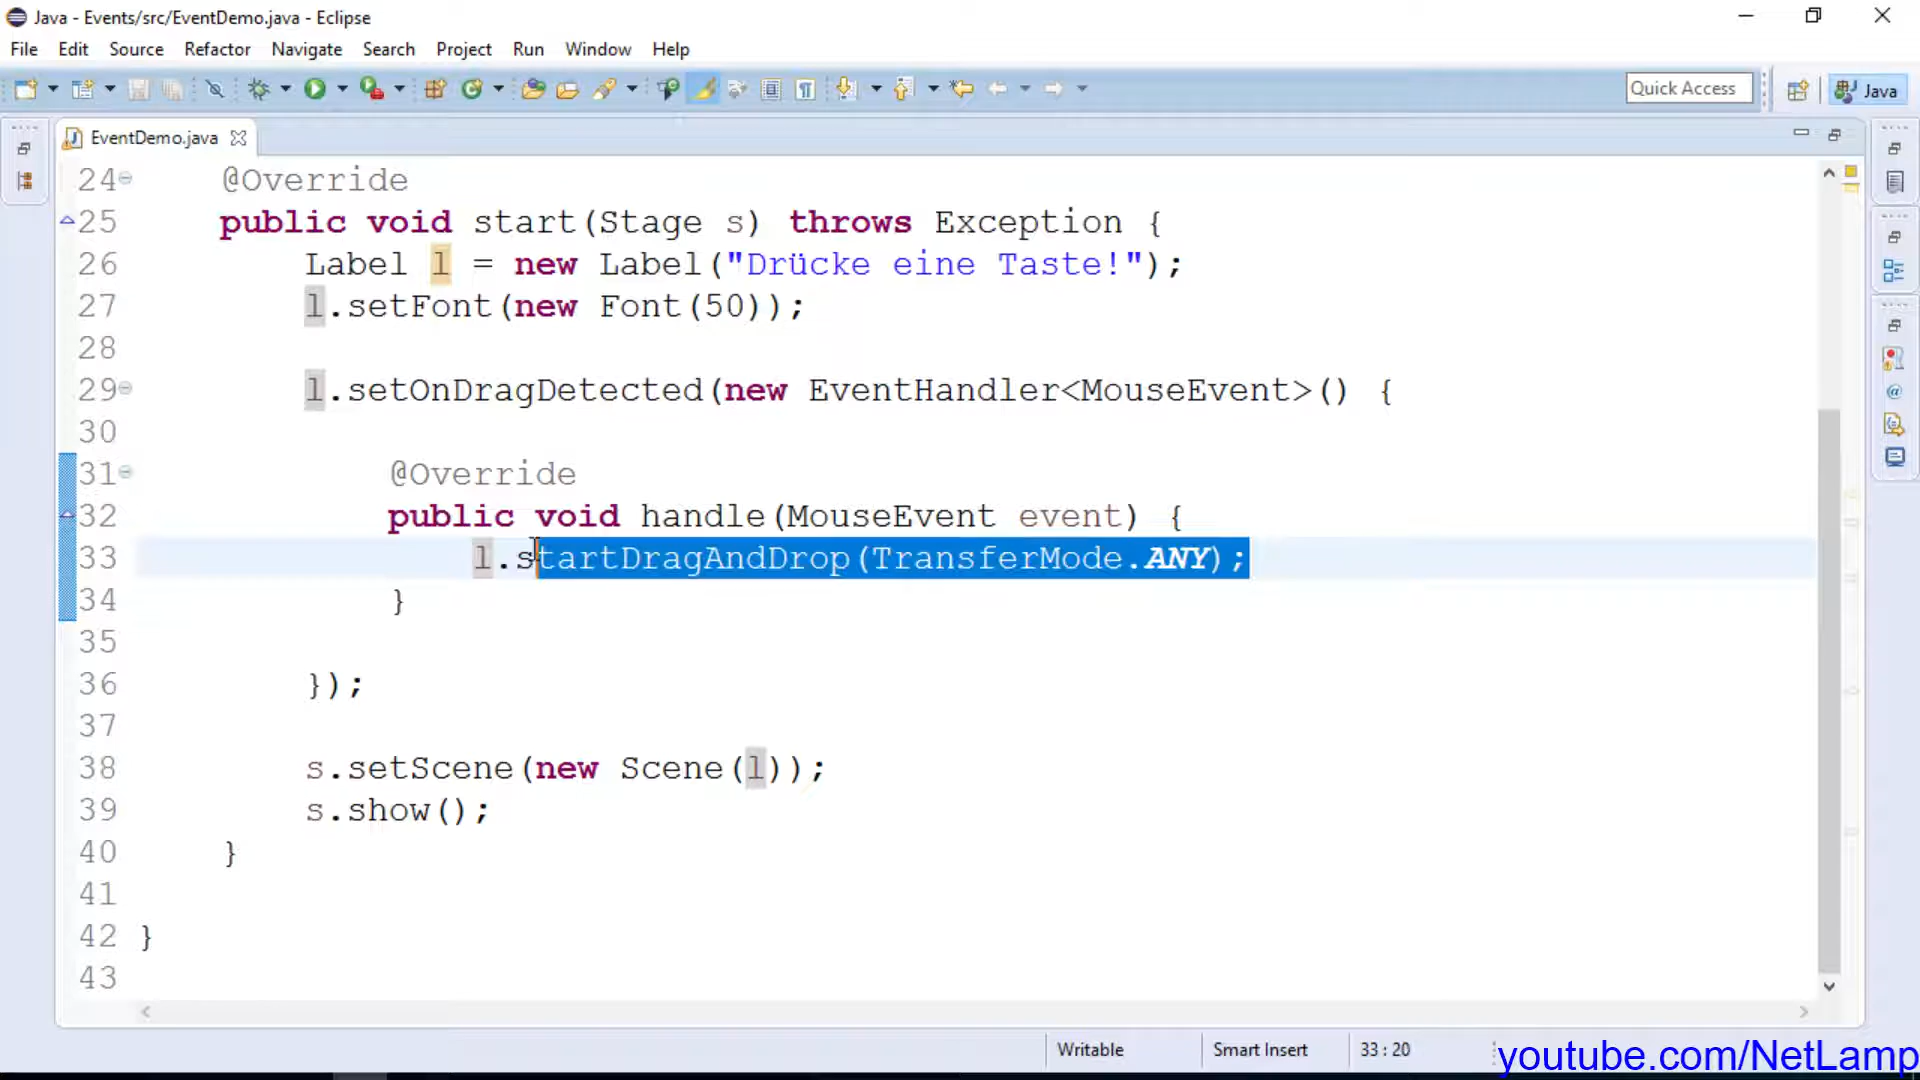 Java - Events/src/EventDemo.java - Eclipse
File Edit Source Refactor Navigate Search Project Run Window Help
Quick Access Java
EventDemo.java
24 @Override
25 public void start(Stage s) throws Exception {
26 Label l = new Label("Drücke eine Taste!");
27 l.setFont(new Font(50));
28
29 l.setOnDragDetected(new EventHandler<MouseEvent>() {
30
31 @Override
32 public void handle(MouseEvent event) {
33 l.startDragAndDrop(TransferMode.ANY);
34 }
35
36 });
37
38 s.setScene(new Scene(l));
39 s.show();
40 }
41
42 }
43
Writable Smart Insert 33 : 20
youtube.com/NetLamp